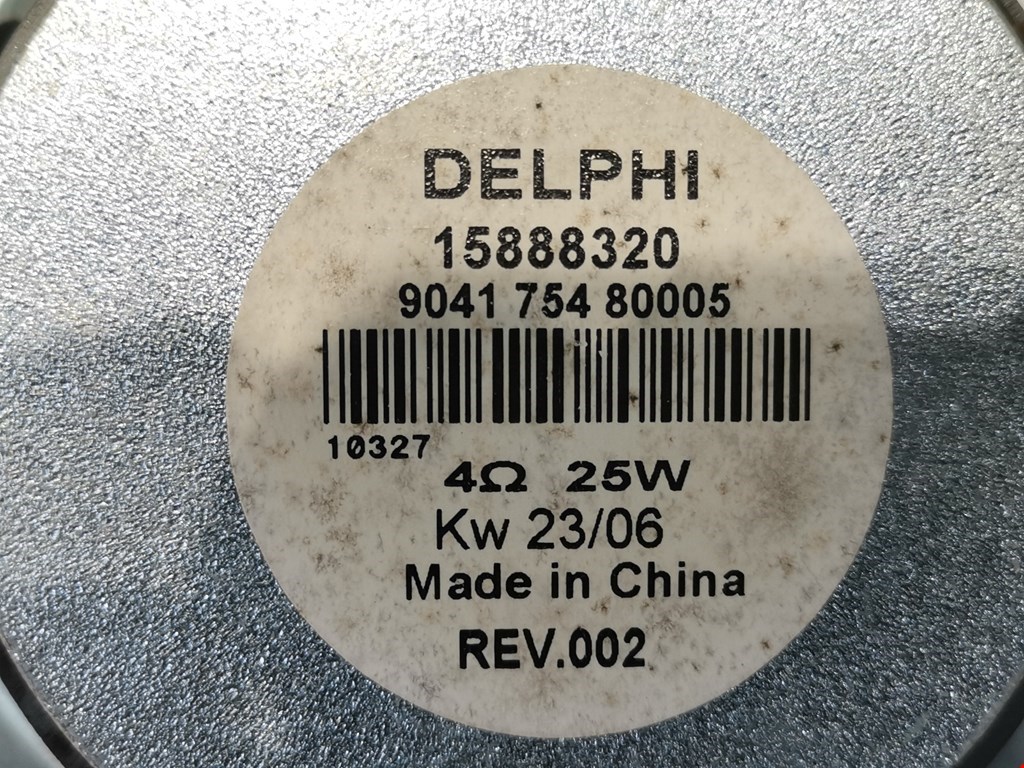 DELPHI
15888320
9041 754 80005
10327
4Ω 25W
Kw 23/06
Made in China
REV.002